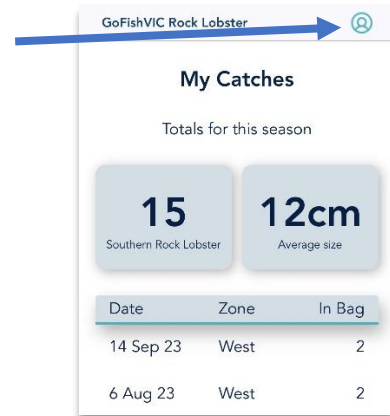 GoFishVIC Rock Lobster
My Catches
Totals for this season
15 12cm
Southern Rock Lobster Average size
Date Zone In Bag
14 Sep 23 West 2
6 Aug 23 West 2